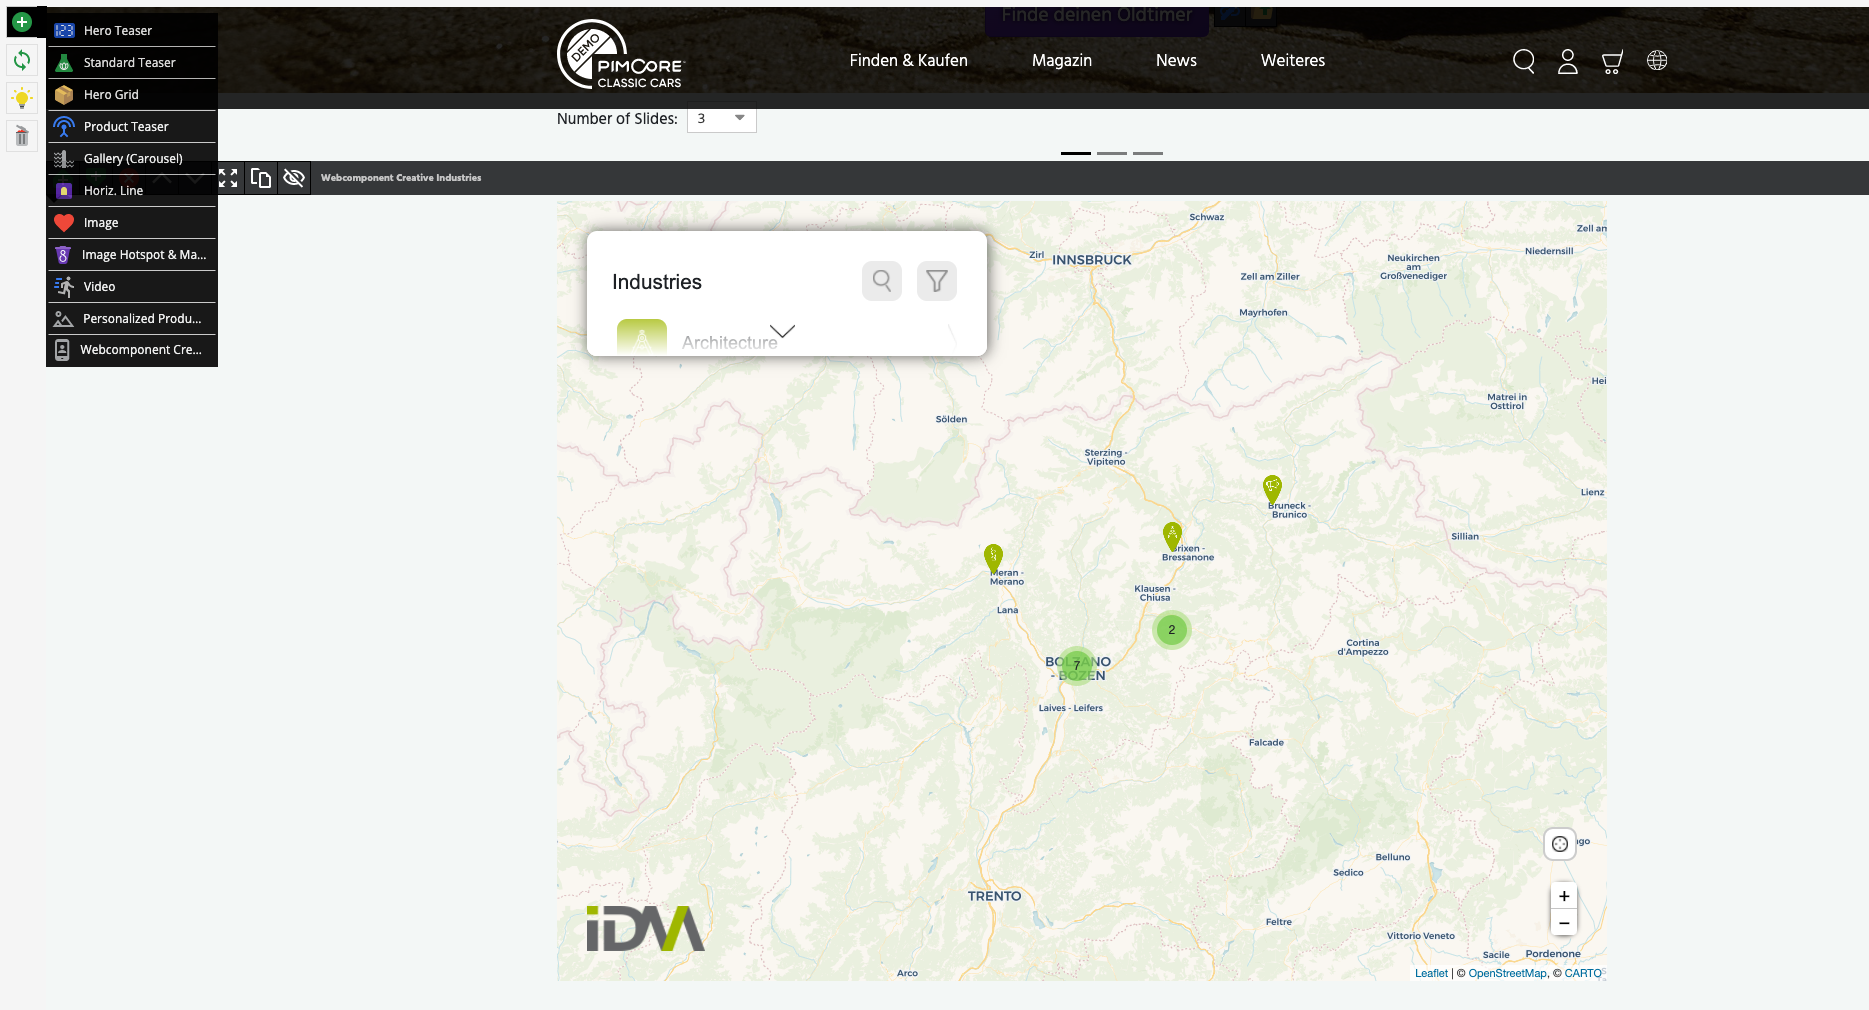 Finde deinen Oldtimer
Hero Teaser
Standard Teaser
Hero Grid
Product Teaser
Gallery (Carousel)
Horiz. Line
Image
Image Hotspot & Ma...
Video
Personalized Produ...
Webcomponent Cre...
DEMO
PIMCORE
CLASSIC CARS
Finden & Kaufen
Magazin
News
Weiteres
Number of Slides: 3
Webcomponent Creative Industries
Industries
Architecture
Schwaz
Zell am
Zirl
INNSBRUCK
Niedernsill
Neukirchen
am
Großvenediger
Zell am Ziller
Mayrhofen
Hei
Matrei in
Osttirol
Sölden
Sterzing -
Vipiteno
Lienz
Bruneck -
Brunico
Sillian
Brixen -
Bressanone
Meran -
Merano
Klausen -
Chiusa
Lana
2
Cortina
d'Ampezzo
BOLZANO
- BOZEN
7
Laives - Leifers
Falcade
ago
Belluno
Sedico
TRENTO
+
−
Feltre
Vittorio Veneto
Sacile
Pordenone
Arco
iDM
Leaflet | © OpenStreetMap, © CARTO